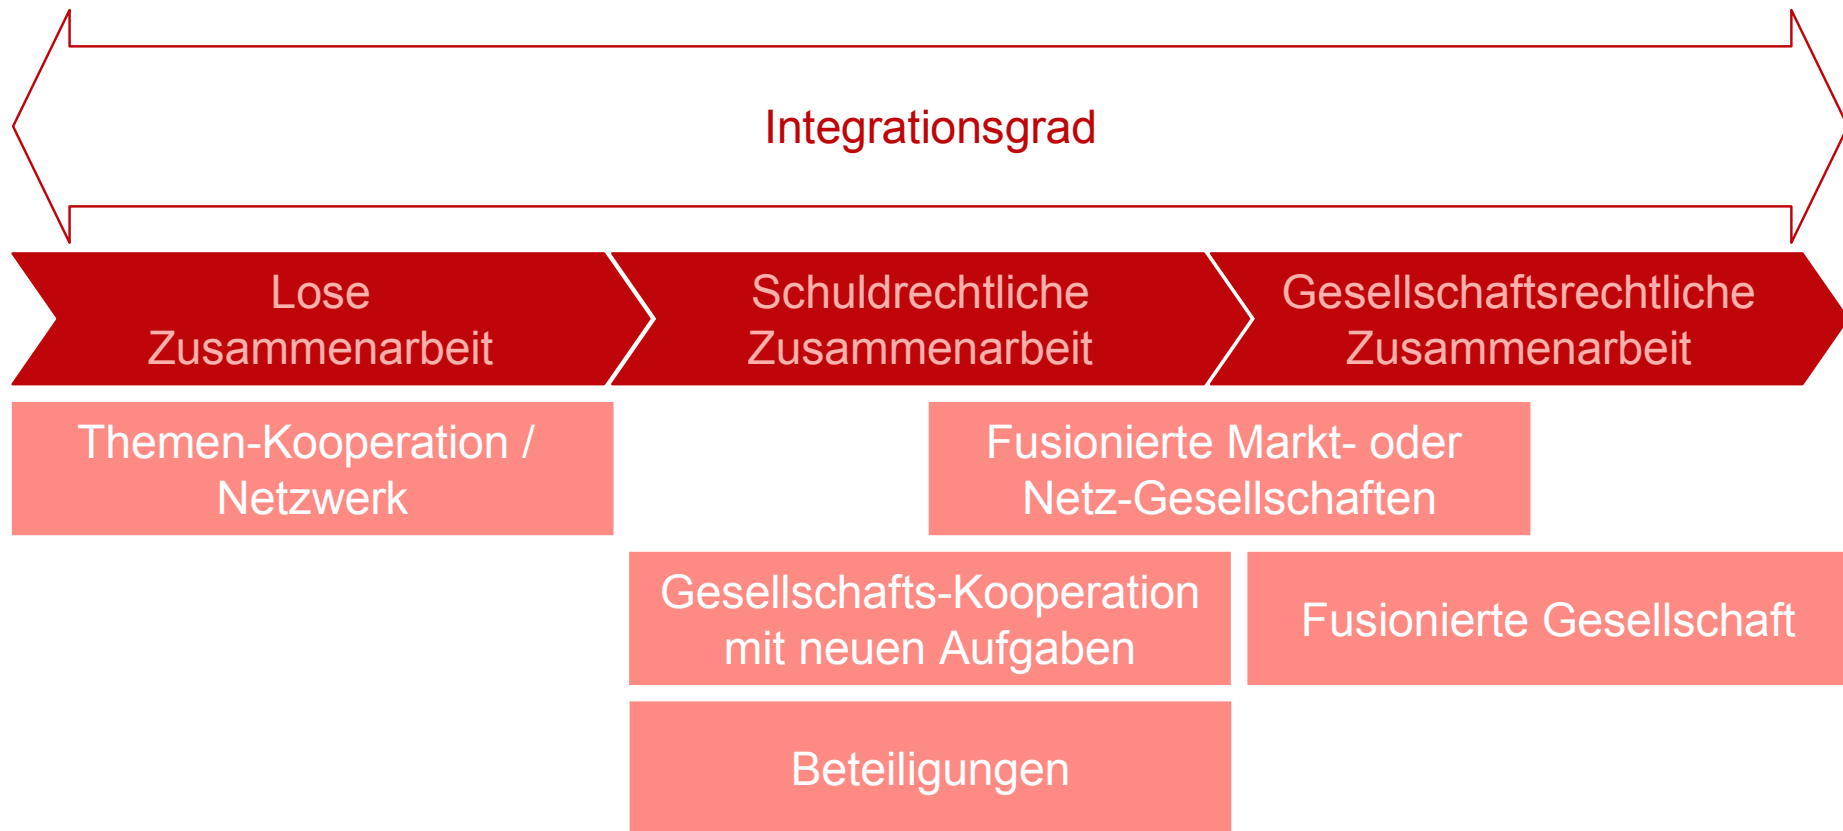 Integrationsgrad
Lose
Zusammenarbeit
Schuldrechtliche
Zusammenarbeit
Gesellschaftsrechtliche
Zusammenarbeit
Themen-Kooperation /
Netzwerk
Fusionierte Markt- oder
Netz-Gesellschaften
Gesellschafts-Kooperation
mit neuen Aufgaben
Fusionierte Gesellschaft
Beteiligungen